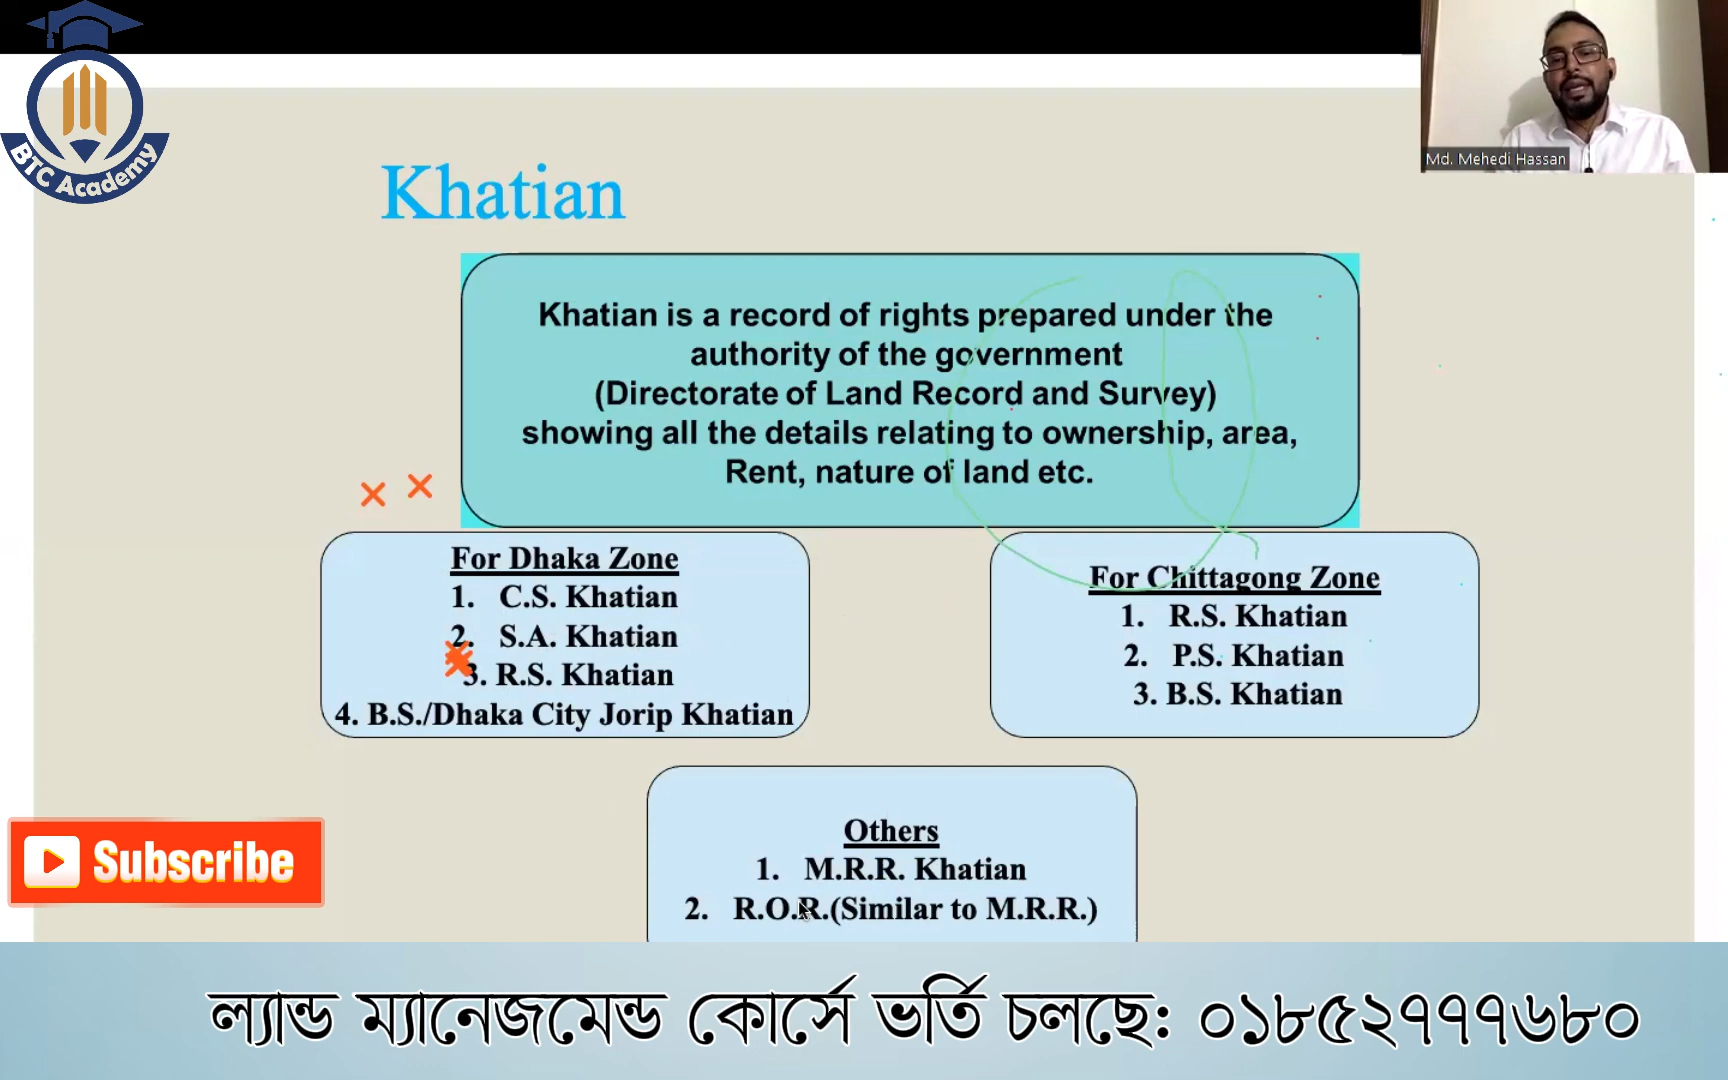 BTC Academy
Md. Mehedi Hassan
Khatian
Khatian is a record of rights prepared under the
authority of the government
(Directorate of Land Record and Survey)
showing all the details relating to ownership, area,
Rent, nature of land etc.
For Dhaka Zone
1. C.S. Khatian
2. S.A. Khatian
3. R.S. Khatian
4. B.S./Dhaka City Jorip Khatian
For Chittagong Zone
1. R.S. Khatian
2. P.S. Khatian
3. B.S. Khatian
Others
1. M.R.R. Khatian
2. R.O.R.(Similar to M.R.R.)
Subscribe
ল্যান্ড ম্যানেজমেন্ড কোর্সে ভর্তি চলছে: ০১৮৫২৭৭৭৬৮০